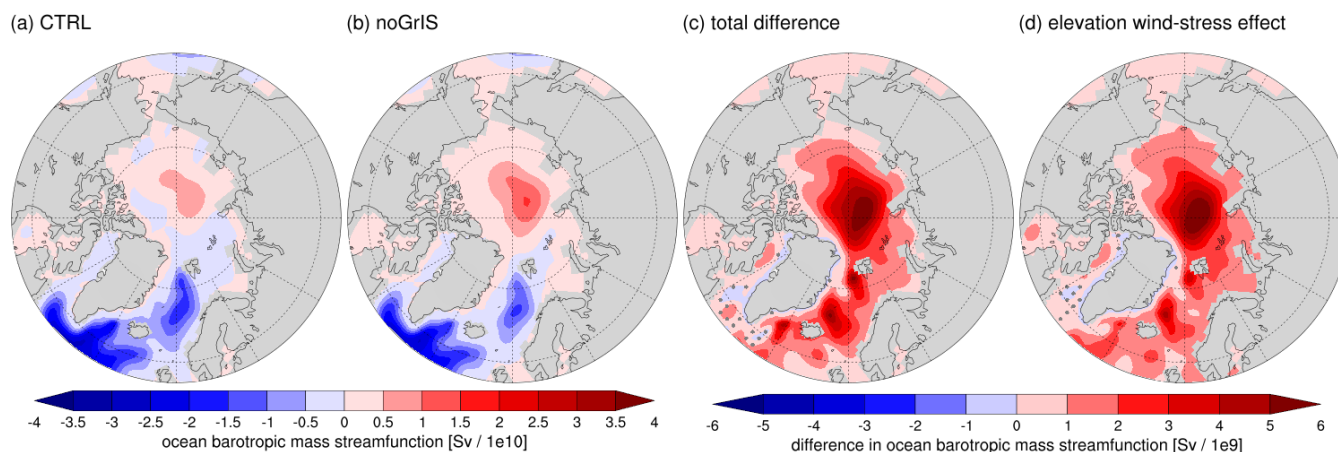 (a) CTRL
(b) noGrIS
(c) total difference
(d) elevation wind-stress effect
-4 -3.5 -3 -2.5 -2 -1.5 -1 -0.5 0 0.5 1 1.5 2 2.5 3 3.5 4
ocean barotropic mass streamfunction [Sv / 1e10]
-6 -5 -4 -3 -2 -1 0 1 2 3 4 5 6
difference in ocean barotropic mass streamfunction [Sv / 1e9]